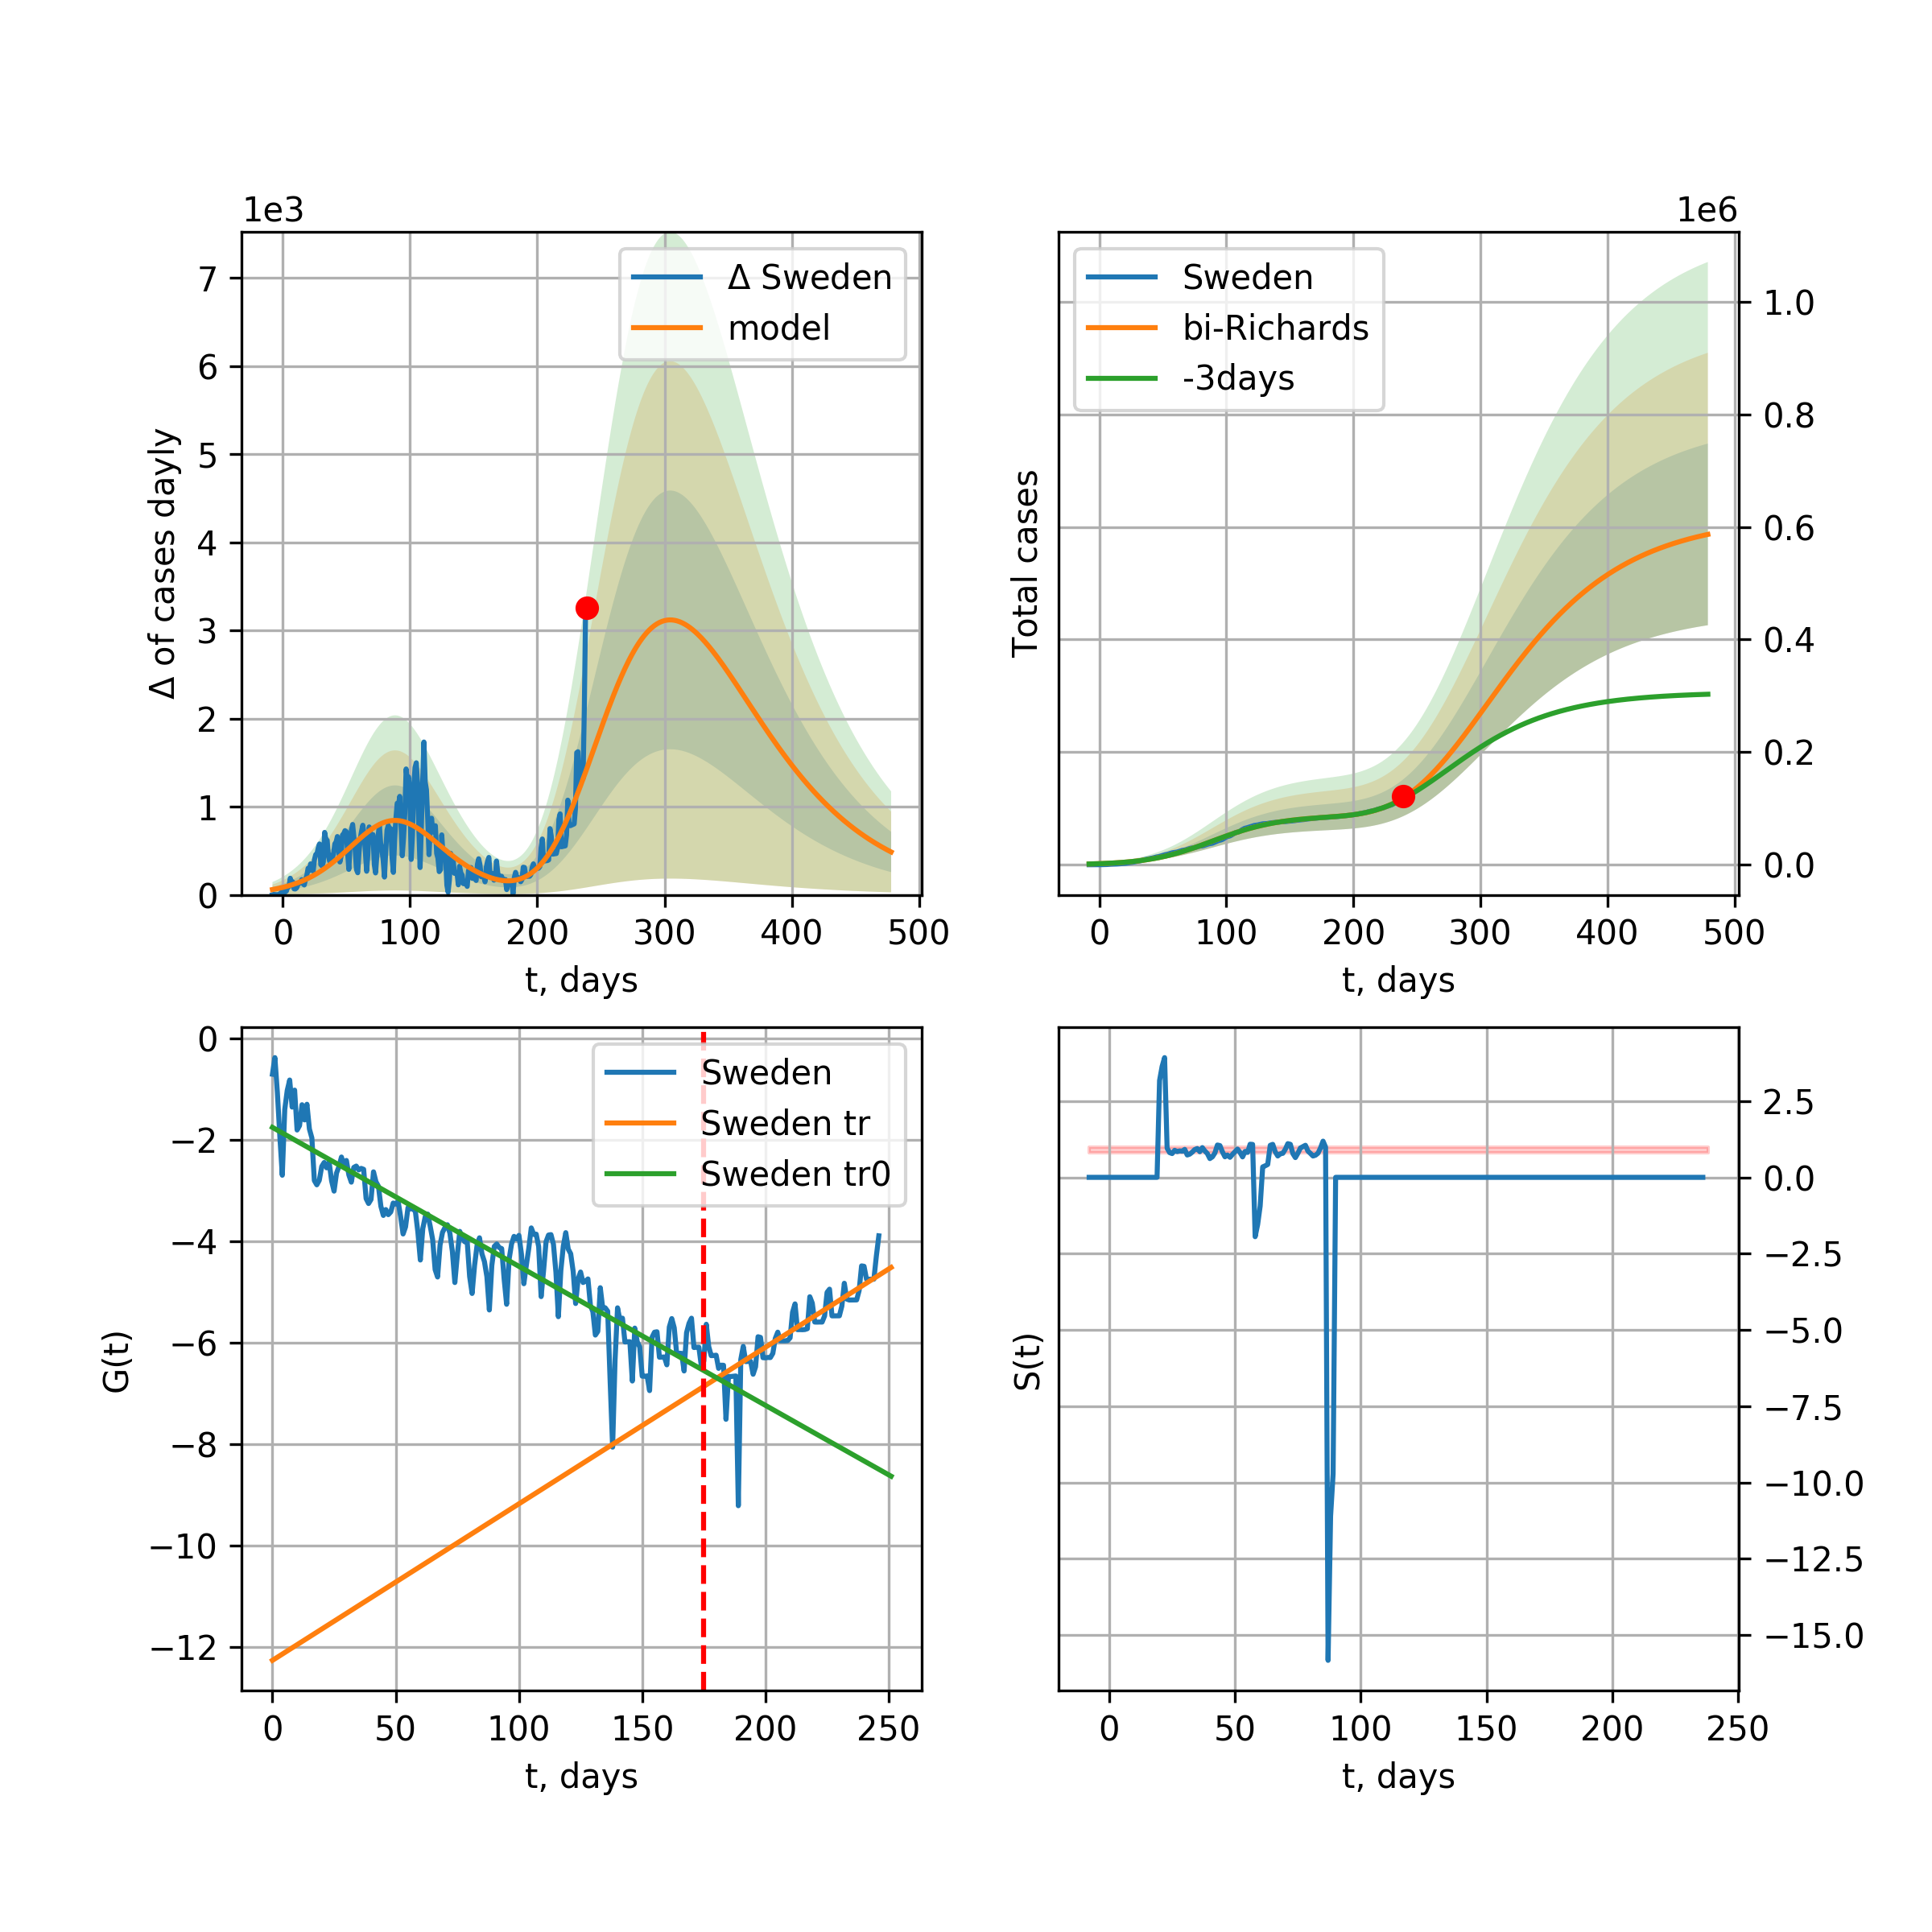 1e3
Δ of cases dayly
7
6
5
4
3
2
1
0
Δ Sweden
model
0 100 200 300 400 500
t, days
1e6
Total cases
Sweden
bi-Richards
-3days
1.0
0.8
0.6
0.4
0.2
0.0
0 100 200 300 400 500
t, days
G(t)
0
−2
−4
−6
−8
−10
−12
Sweden
Sweden tr
Sweden tr0
0 50 100 150 200 250
t, days
S(t)
2.5
0.0
−2.5
−5.0
−7.5
−10.0
−12.5
−15.0
0 50 100 150 200 250
t, days